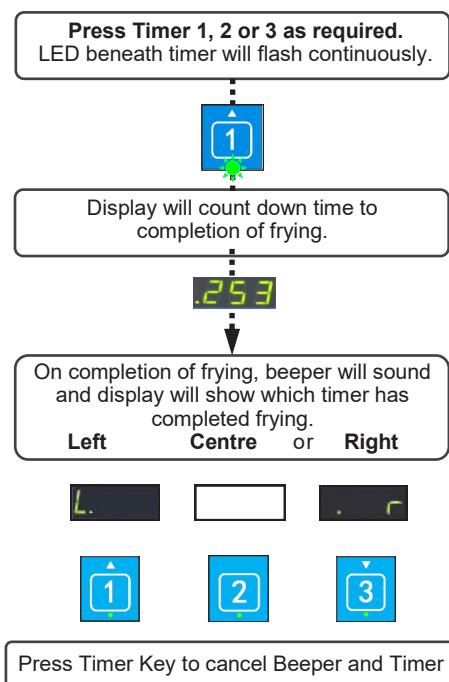 Press Timer 1, 2 or 3 as required.
LED beneath timer will flash continuously.
1
Display will count down time to
completion of frying.
.253
On completion of frying, beeper will sound
and display will show which timer has
completed frying.
Left Centre or Right
L. . r
1 2 3
Press Timer Key to cancel Beeper and Timer